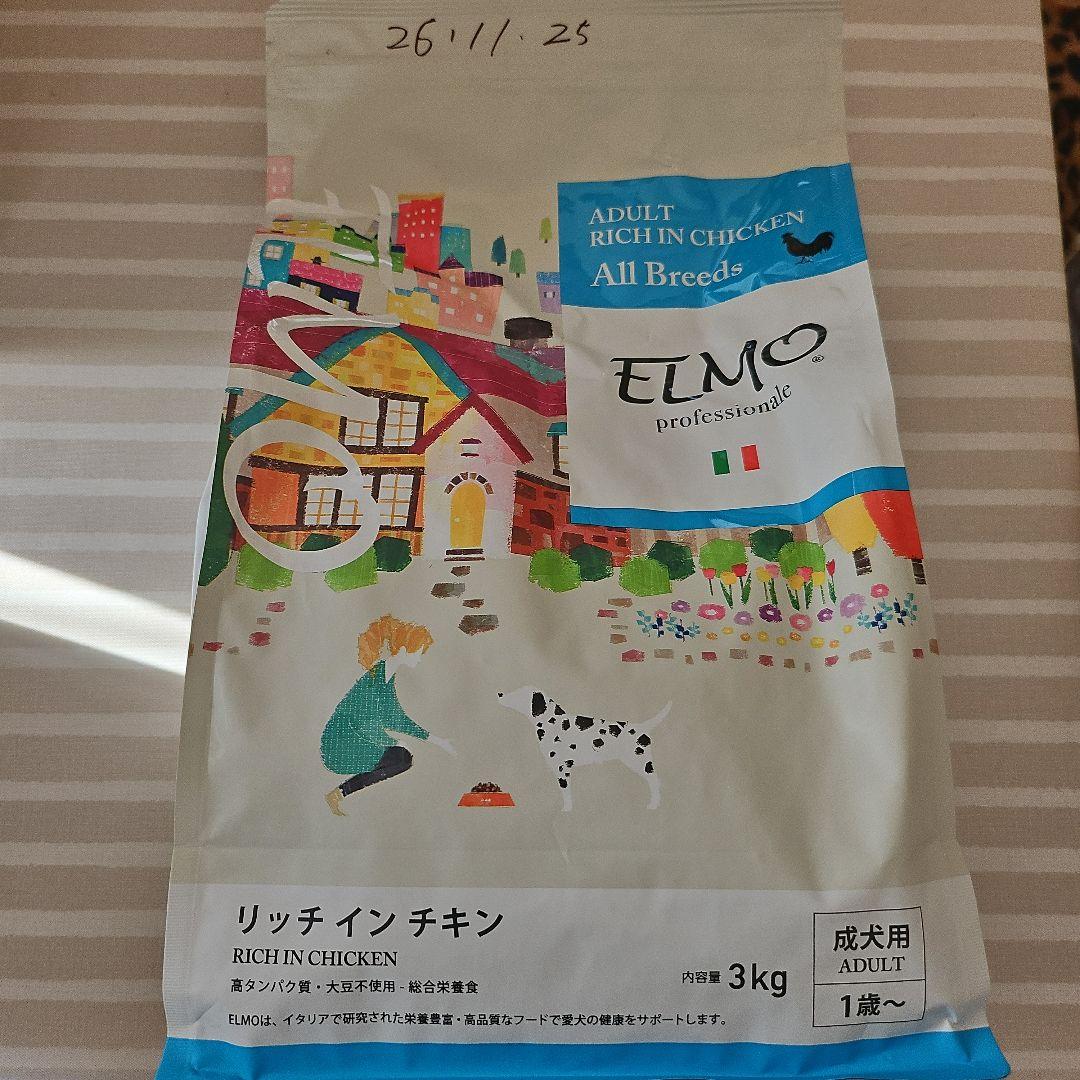 26.11.25
ADULT
RICH IN CHICKEN
All Breeds
ELMO®
professionale
ELMO
リッチ イン チキン
RICH IN CHICKEN
高タンパク質・大豆不使用 - 総合栄養食
内容量 3kg
ELMOは、イタリアで研究された栄養豊富・高品質なフードで愛犬の健康をサポートします。
成犬用
ADULT
1歳～